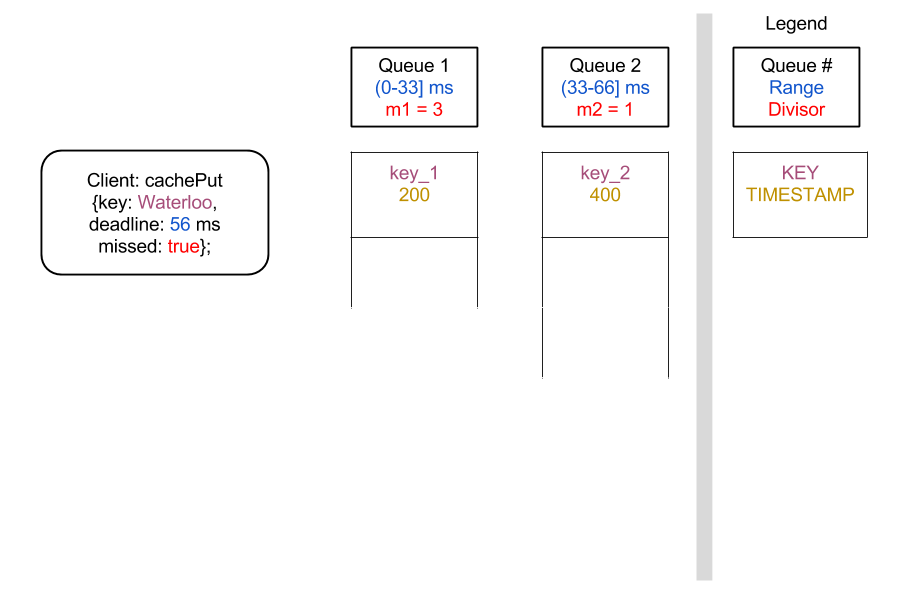 Legend
Queue 1
(0-33] ms
m1 = 3
Queue 2
(33-66] ms
m2 = 1
Queue #
Range
Divisor
Client: cachePut
{key: Waterloo,
deadline: 56 ms
missed: true};
key_1
200
key_2
400
KEY
TIMESTAMP